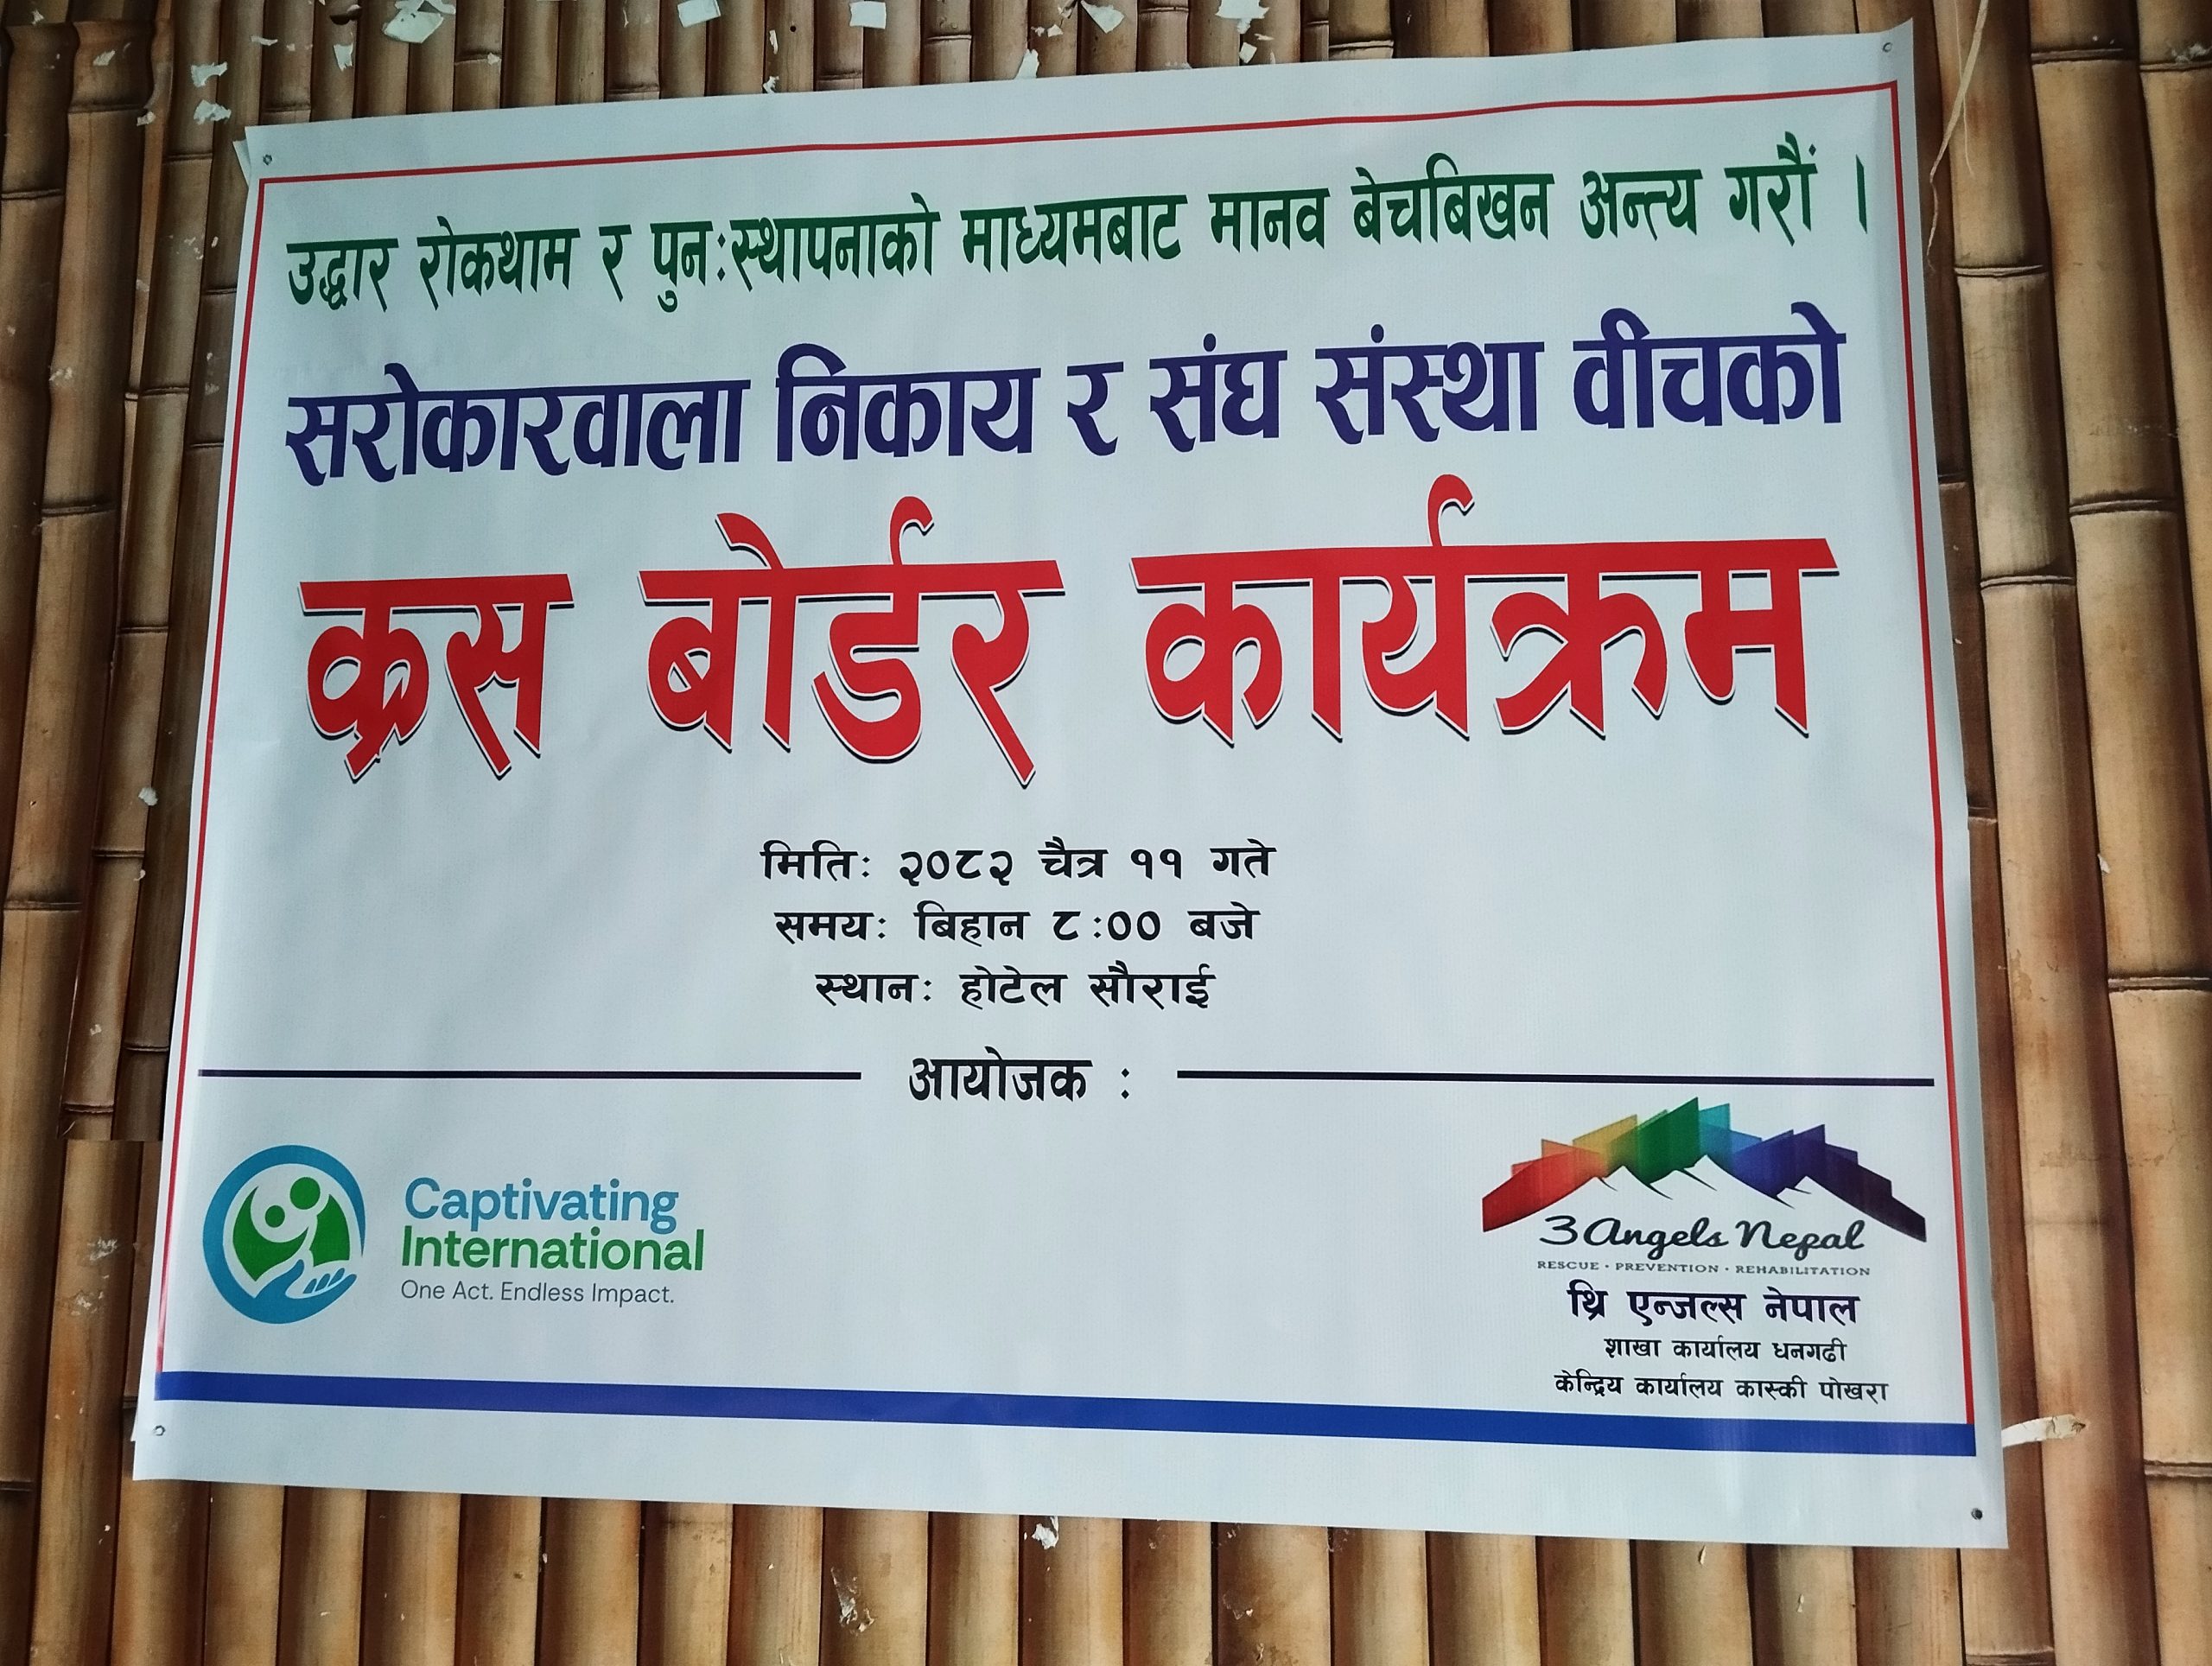 उद्धार रोकथाम र पुनःस्थापनाको माध्यमबाट मानव बेचबिखन अन्त्य गरौं ।
सरोकारवाला निकाय र संघ संस्था वीचको
क्रस बोर्डर कार्यक्रम
मितिः २०८२ चैत्र ११ गते
समयः बिहान ८:०० बजे
स्थानः होटेल सौराई
आयोजक :
Captivating
International
One Act. Endless Impact.
3 Angels Nepal
RESCUE · PREVENTION · REHABILITATION
थ्रि एन्जल्स नेपाल
शाखा कार्यालय धनगढी
केन्द्रिय कार्यालय कास्की पोखरा